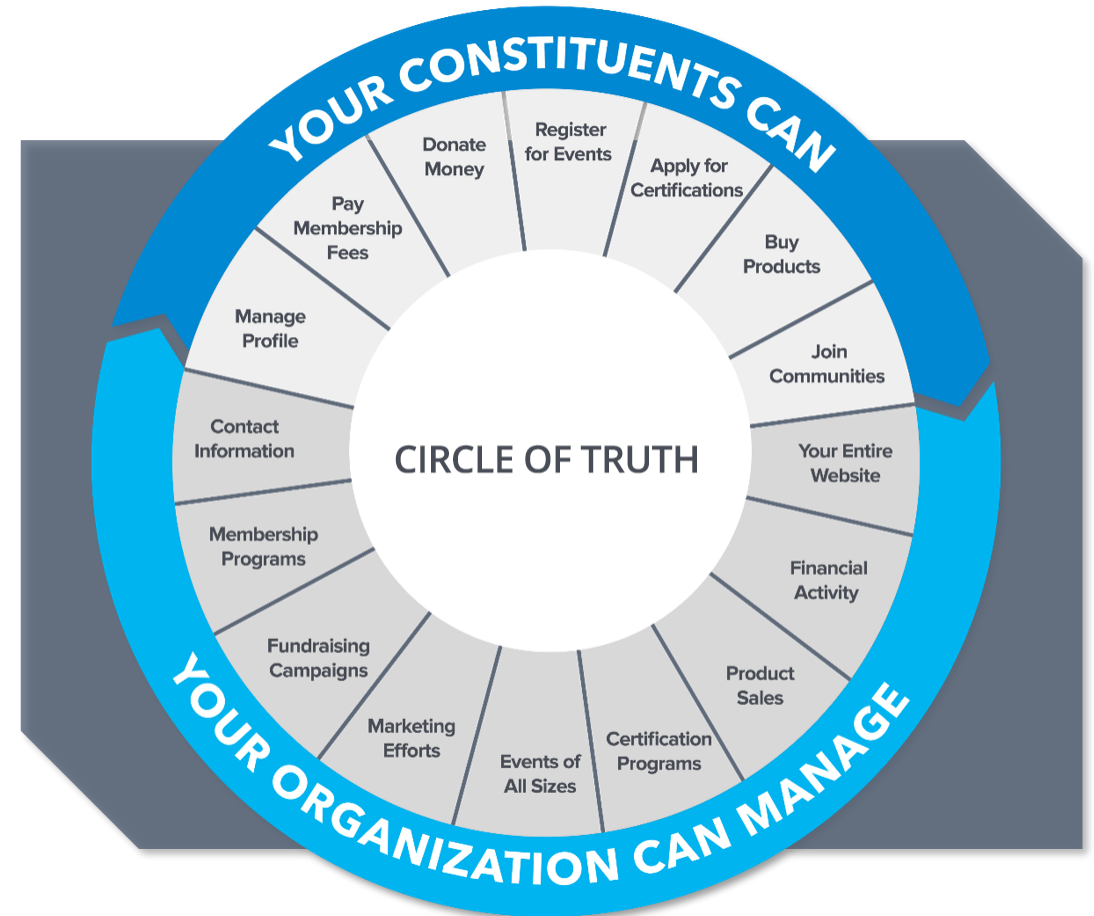 YOUR CONSTITUENTS CAN
Manage
Profile
Pay
Membership
Fees
Donate
Money
Register
for Events
Apply for
Certifications
Buy
Products
Join
Communities
CIRCLE OF TRUTH
Your Entire
Website
Financial
Activity
Product
Sales
Certification
Programs
Events of
All Sizes
Marketing
Efforts
Fundraising
Campaigns
Membership
Programs
Contact
Information
YOUR ORGANIZATION CAN MANAGE